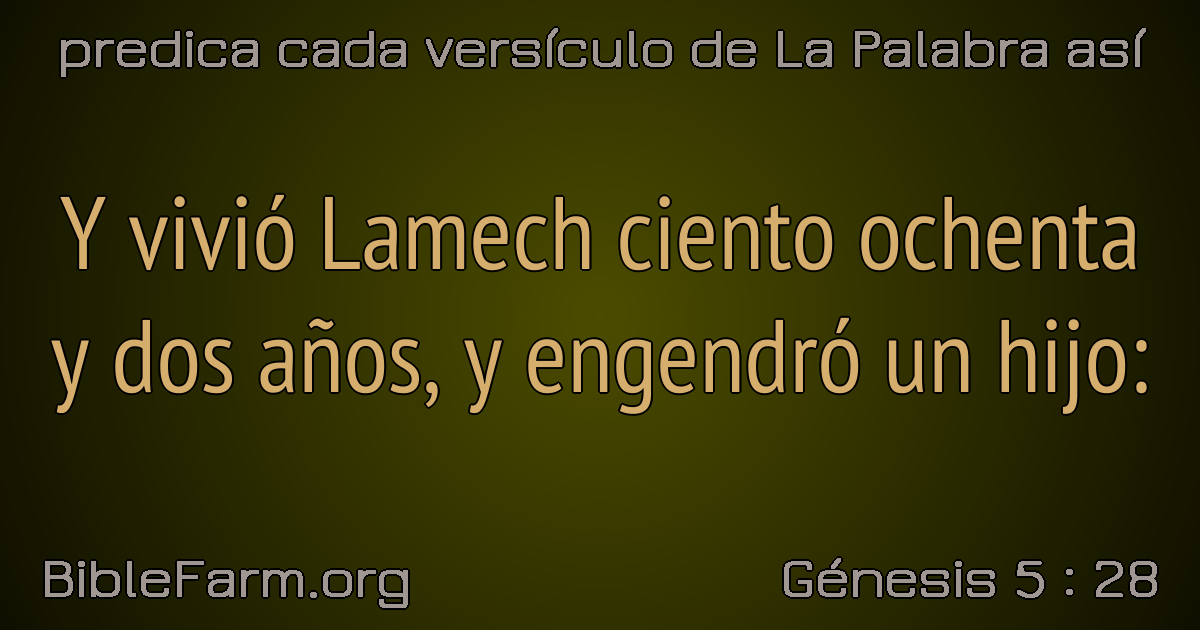 predica cada versículo de La Palabra así
Y vivió Lamech ciento ochenta
y dos años, y engendró un hijo:
BibleFarm.org
Génesis 5 : 28